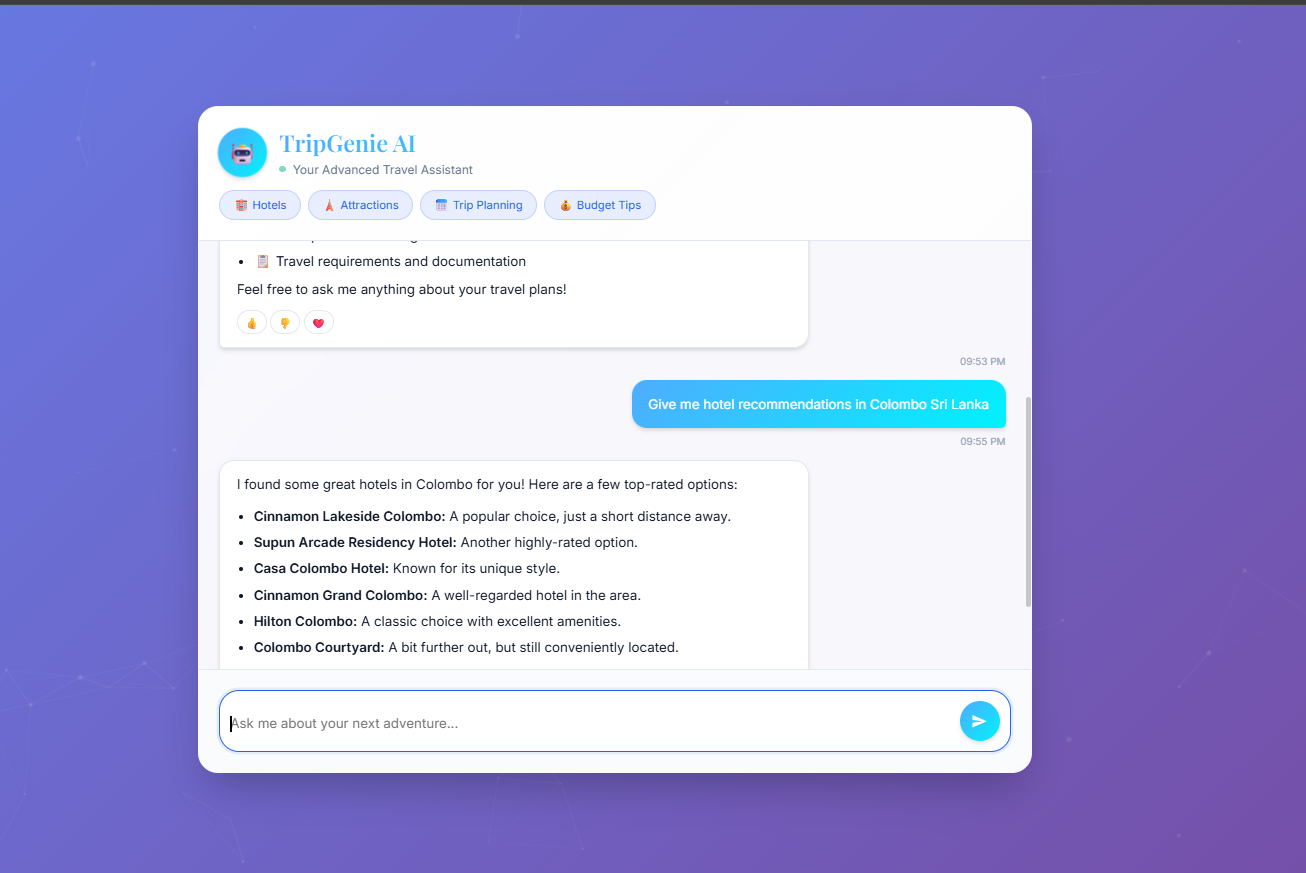 TripGenie AI
Your Advanced Travel Assistant
Hotels
Attractions
Trip Planning
Budget Tips
Travel requirements and documentation
Feel free to ask me anything about your travel plans!
09:53 PM
Give me hotel recommendations in Colombo Sri Lanka
09:55 PM
I found some great hotels in Colombo for you! Here are a few top-rated options:
Cinnamon Lakeside Colombo: A popular choice, just a short distance away.
Supun Arcade Residency Hotel: Another highly-rated option.
Casa Colombo Hotel: Known for its unique style.
Cinnamon Grand Colombo: A well-regarded hotel in the area.
Hilton Colombo: A classic choice with excellent amenities.
Colombo Courtyard: A bit further out, but still conveniently located.
Ask me about your next adventure...